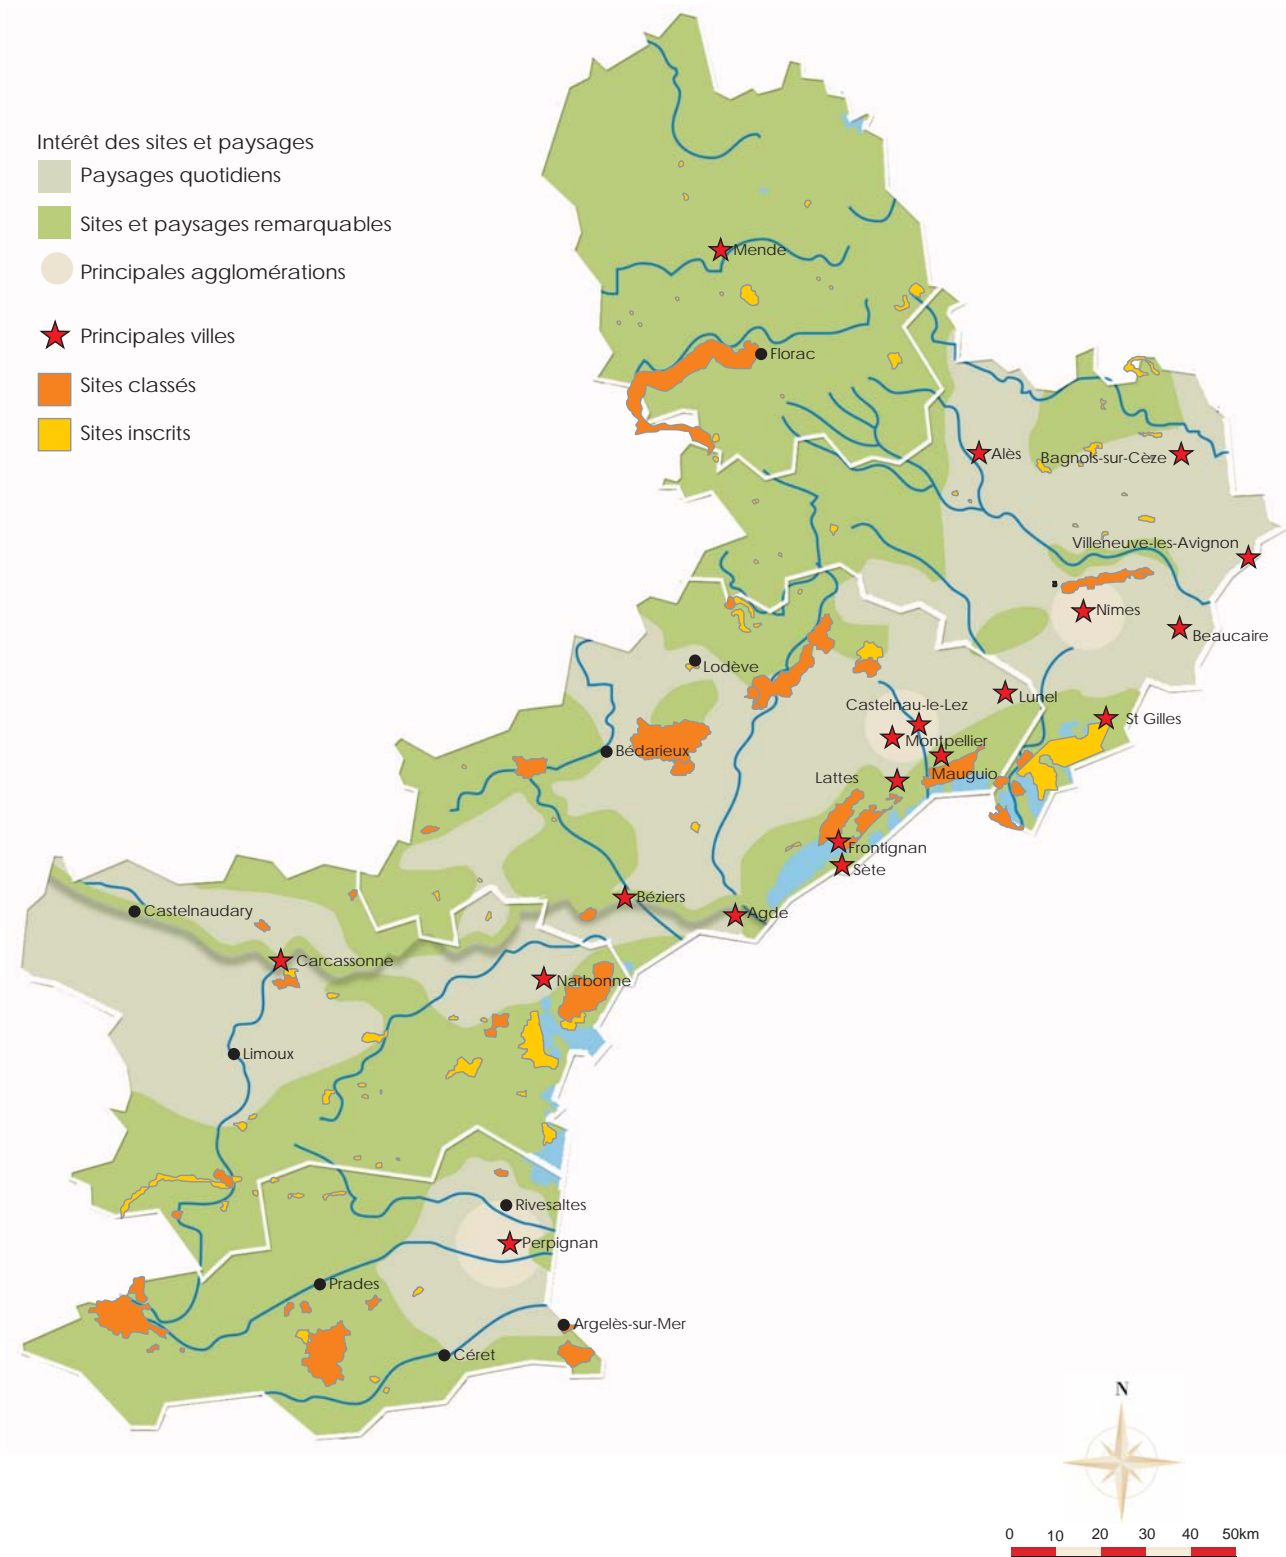 Intérêt des sites et paysages
Paysages quotidiens
Sites et paysages remarquables
Principales agglomérations
Principales villes
Sites classés
Sites inscrits
Mende
Florac
Alès
Bagnols-sur-Cèze
Villeneuve-les-Avignon
Nimes
Beaucaire
Lodève
Lunel
Castelnau-le-Lez
St Gilles
Montpellier
Bédarieux
Mauguio
Lattes
Frontignan
Sète
Béziers
Agde
Castelnaudary
Carcassonne
Narbonne
Limoux
Rivesaltes
Perpignan
Prades
Argelès-sur-Mer
Céret
N
0 10 20 30 40 50km